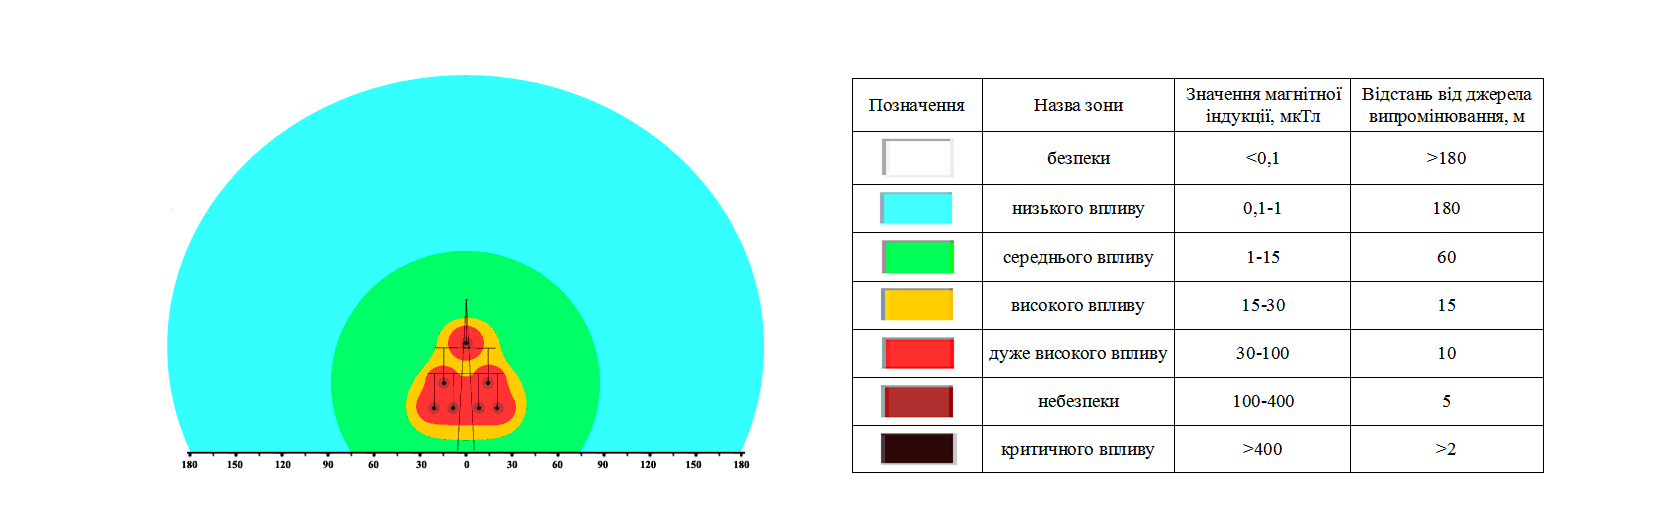 180 150 120 90 60 30 0 30 60 90 120 150 180
Позначення Назва зони Значення магнітної індукції, мкТл Відстань від джерела випромінювання, м
безпеки <0,1 >180
низького впливу 0,1-1 180
середнього впливу 1-15 60
високого впливу 15-30 15
дуже високого впливу 30-100 10
небезпеки 100-400 5
критичного впливу >400 >2